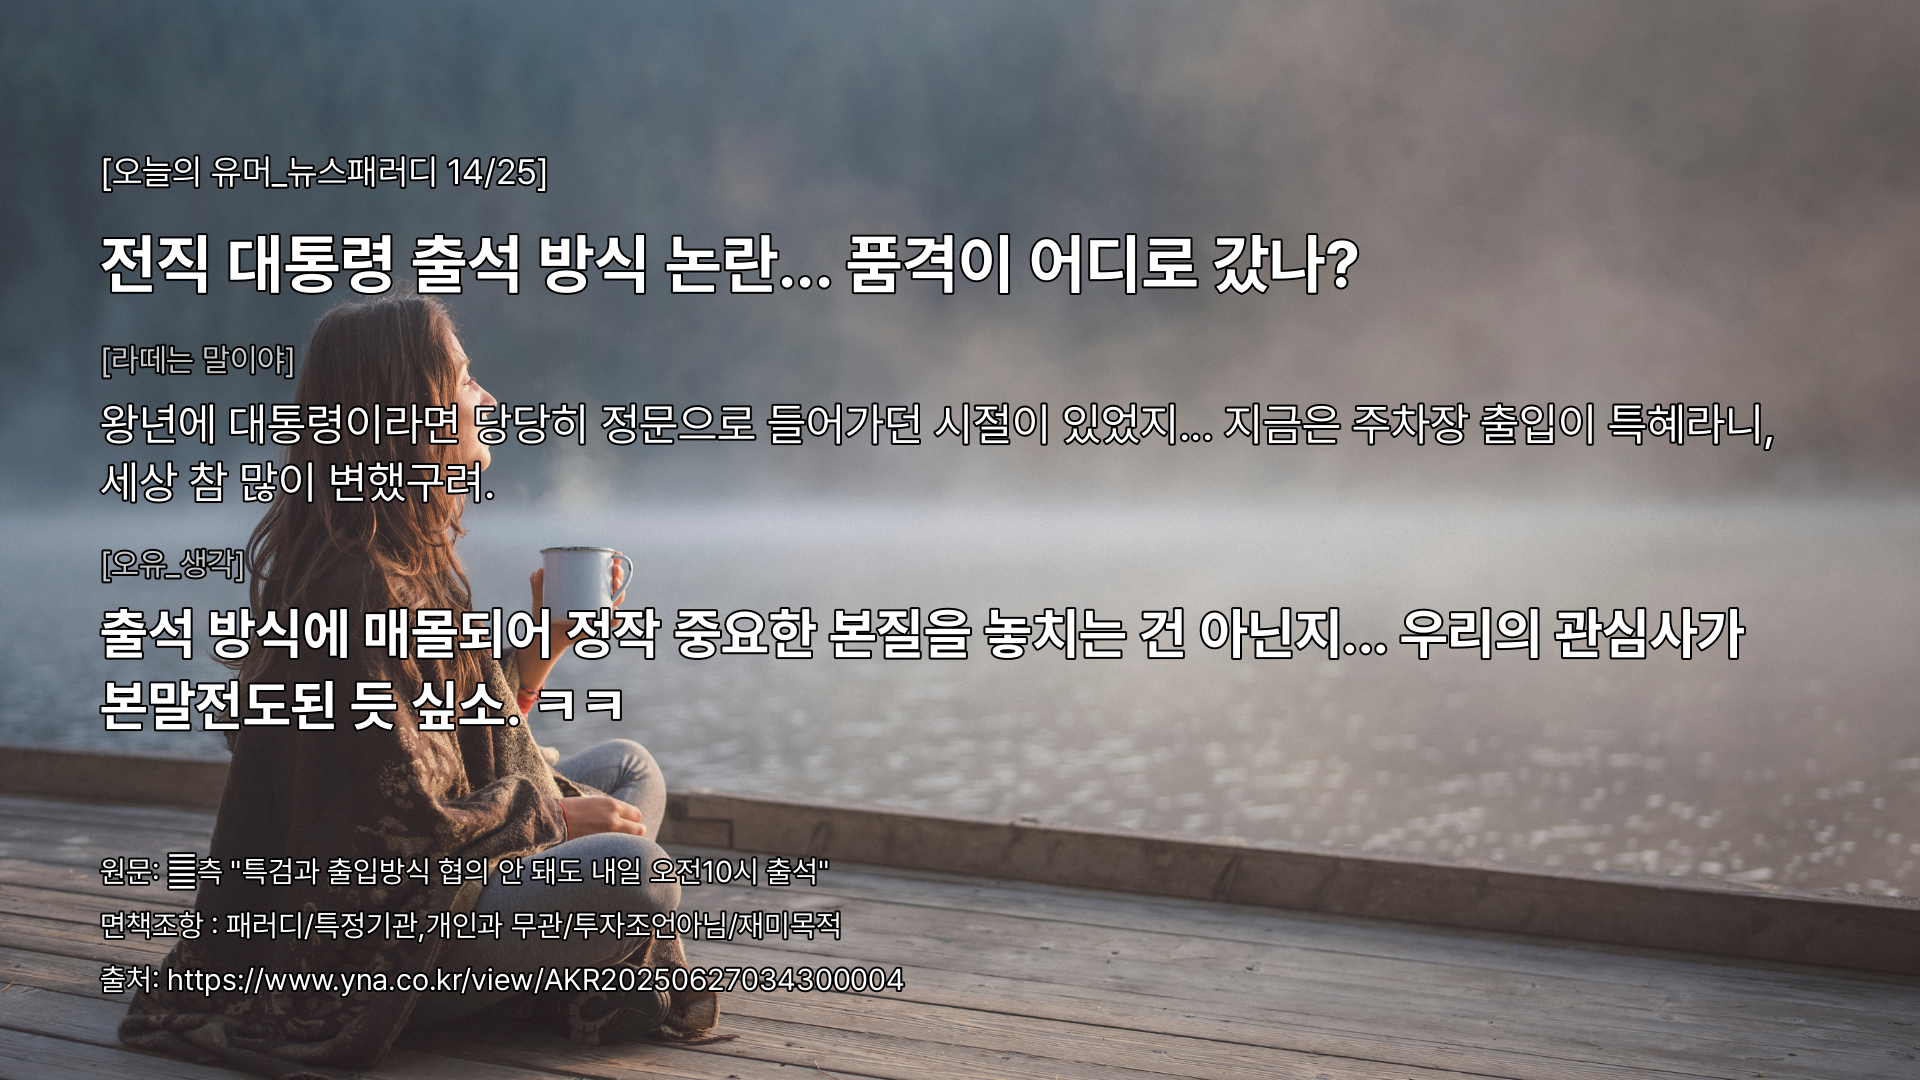 [오늘의 유머_뉴스패러디 14/25]
전직 대통령 출석 방식 논란... 품격이 어디로 갔나?
[라떼는 말이야]
왕년에 대통령이라면 당당히 정문으로 들어가던 시절이 있었지... 지금은 주차장 출입이 특혜라니,
세상 참 많이 변했구려.
[오유_생각]
출석 방식에 매몰되어 정작 중요한 본질을 놓치는 건 아닌지... 우리의 관심사가
본말전도된 듯 싶소. ㅋㅋ
원문: 측 "특검과 출입방식 협의 안 돼도 내일 오전10시 출석"
면책조항 : 패러디/특정기관,개인과 무관/투자조언아님/재미목적
출처: https://www.yna.co.kr/view/AKR20250627034300004